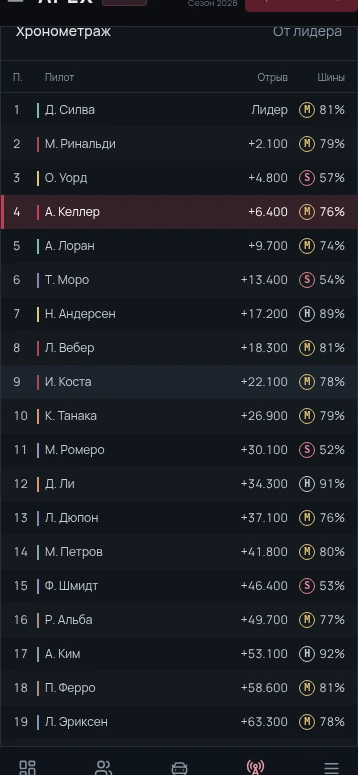 Сезон 2028
Хронометраж От лидера
П. Пилот Отрыв Шины
1 Д. Силва Лидер M 81%
2 М. Ринальди +2.100 M 79%
3 О. Уорд +4.800 S 57%
4 А. Келлер +6.400 M 76%
5 А. Лоран +9.700 M 74%
6 Т. Моро +13.400 S 54%
7 Н. Андерсен +17.200 H 89%
8 Л. Вебер +18.300 M 81%
9 И. Коста +22.100 M 78%
10 К. Танака +26.900 M 79%
11 М. Ромеро +30.100 S 52%
12 Д. Ли +34.300 H 91%
13 Л. Дюпон +37.100 M 76%
14 М. Петров +41.800 M 80%
15 Ф. Шмидт +46.400 S 53%
16 Р. Альба +49.700 M 77%
17 А. Ким +53.100 H 92%
18 П. Ферро +58.600 M 81%
19 Л. Эриксен +63.300 M 78%